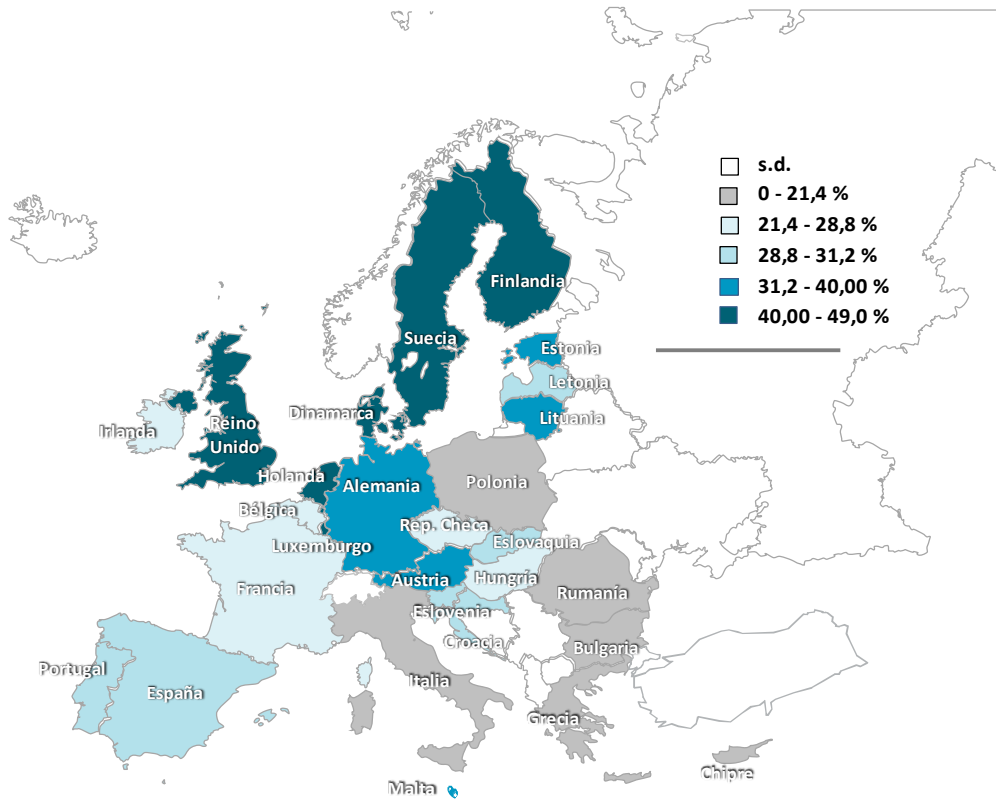 s.d.
0 - 21,4 %
21,4 - 28,8 %
28,8 - 31,2 %
31,2 - 40,00 %
40,00 - 49,0 %
Finlandia
Suecia
Estonia
Letonia
Dinamarca
Lituania
Irlanda
Reino
Unido
Holanda
Alemania
Polonia
Bélgica
Rep. Checa
Luxemburgo
Eslovaquia
Austria
Hungría
Francia
Rumanía
Eslovenia
Croacia
Bulgaria
Portugal
España
Italia
Grecia
Chipre
Malta